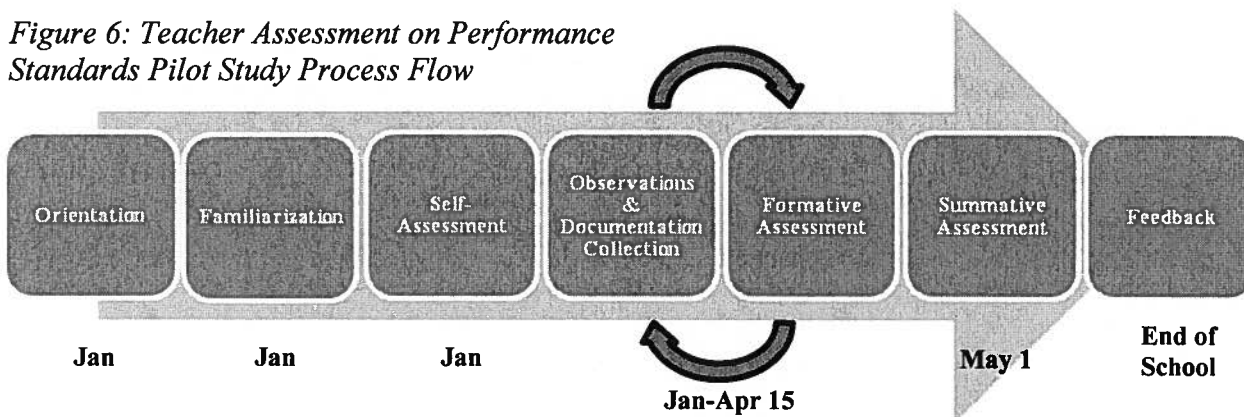 Figure 6: Teacher Assessment on Performance
Standards Pilot Study Process Flow
Orientation
Familiarization
Self-
Assessment
Observations
&
Documentation
Collection
Formative
Assessment
Summative
Assessment
Feedback
Jan
Jan
Jan
Jan-Apr 15
May 1
End of
School